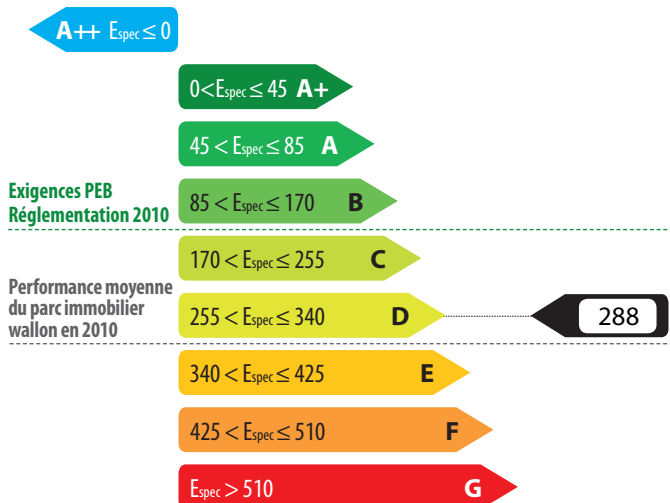 A++ Espec ≤ 0
0<Espec ≤ 45 A+
45 < Espec ≤ 85 A
Exigences PEB
Réglementation 2010
85 < Espec ≤ 170 B
170 < Espec ≤ 255 C
Performance moyenne
du parc immobilier
wallon en 2010
255 < Espec ≤ 340 D
288
340 < Espec ≤ 425 E
425 < Espec ≤ 510 F
Espec > 510 G